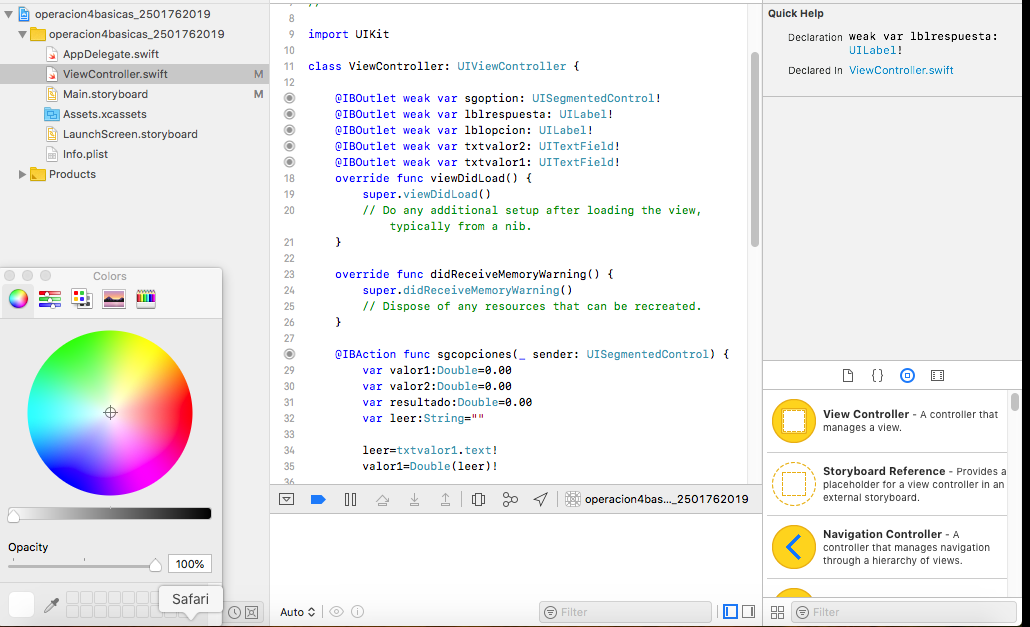 operacion4basicas_2501762019
operacion4basicas_2501762019
AppDelegate.swift
ViewController.swift M
Main.storyboard M
Assets.xcassets
LaunchScreen.storyboard
Info.plist
Products
Colors
Opacity
100%
Safari
//
8
9 import UIKit
10
11 class ViewController: UIViewController {
12
@IBOutlet weak var sgoption: UISegmentedControl!
@IBOutlet weak var lblrespuesta: UILabel!
@IBOutlet weak var lblopcion: UILabel!
@IBOutlet weak var txtvalor2: UITextField!
@IBOutlet weak var txtvalor1: UITextField!
18 override func viewDidLoad() {
19 super.viewDidLoad()
20 // Do any additional setup after loading the view,
typically from a nib.
21 }
22
23 override func didReceiveMemoryWarning() {
24 super.didReceiveMemoryWarning()
25 // Dispose of any resources that can be recreated.
26 }
27
@IBAction func sgcopciones(_ sender: UISegmentedControl) {
29 var valor1:Double=0.00
30 var valor2:Double=0.00
31 var resultado:Double=0.00
32 var leer:String=""
33
34 leer=txtvalor1.text!
35 valor1=Double(leer)!
36
operacion4bas..._2501762019
Auto
Filter
Quick Help
Declaration weak var lblrespuesta:
UILabel!
Declared In ViewController.swift
{}
View Controller - A controller that
manages a view.
Storyboard Reference - Provides a
placeholder for a view controller in an
external storyboard.
Navigation Controller - A
controller that manages navigation
through a hierarchy of views.
Filter